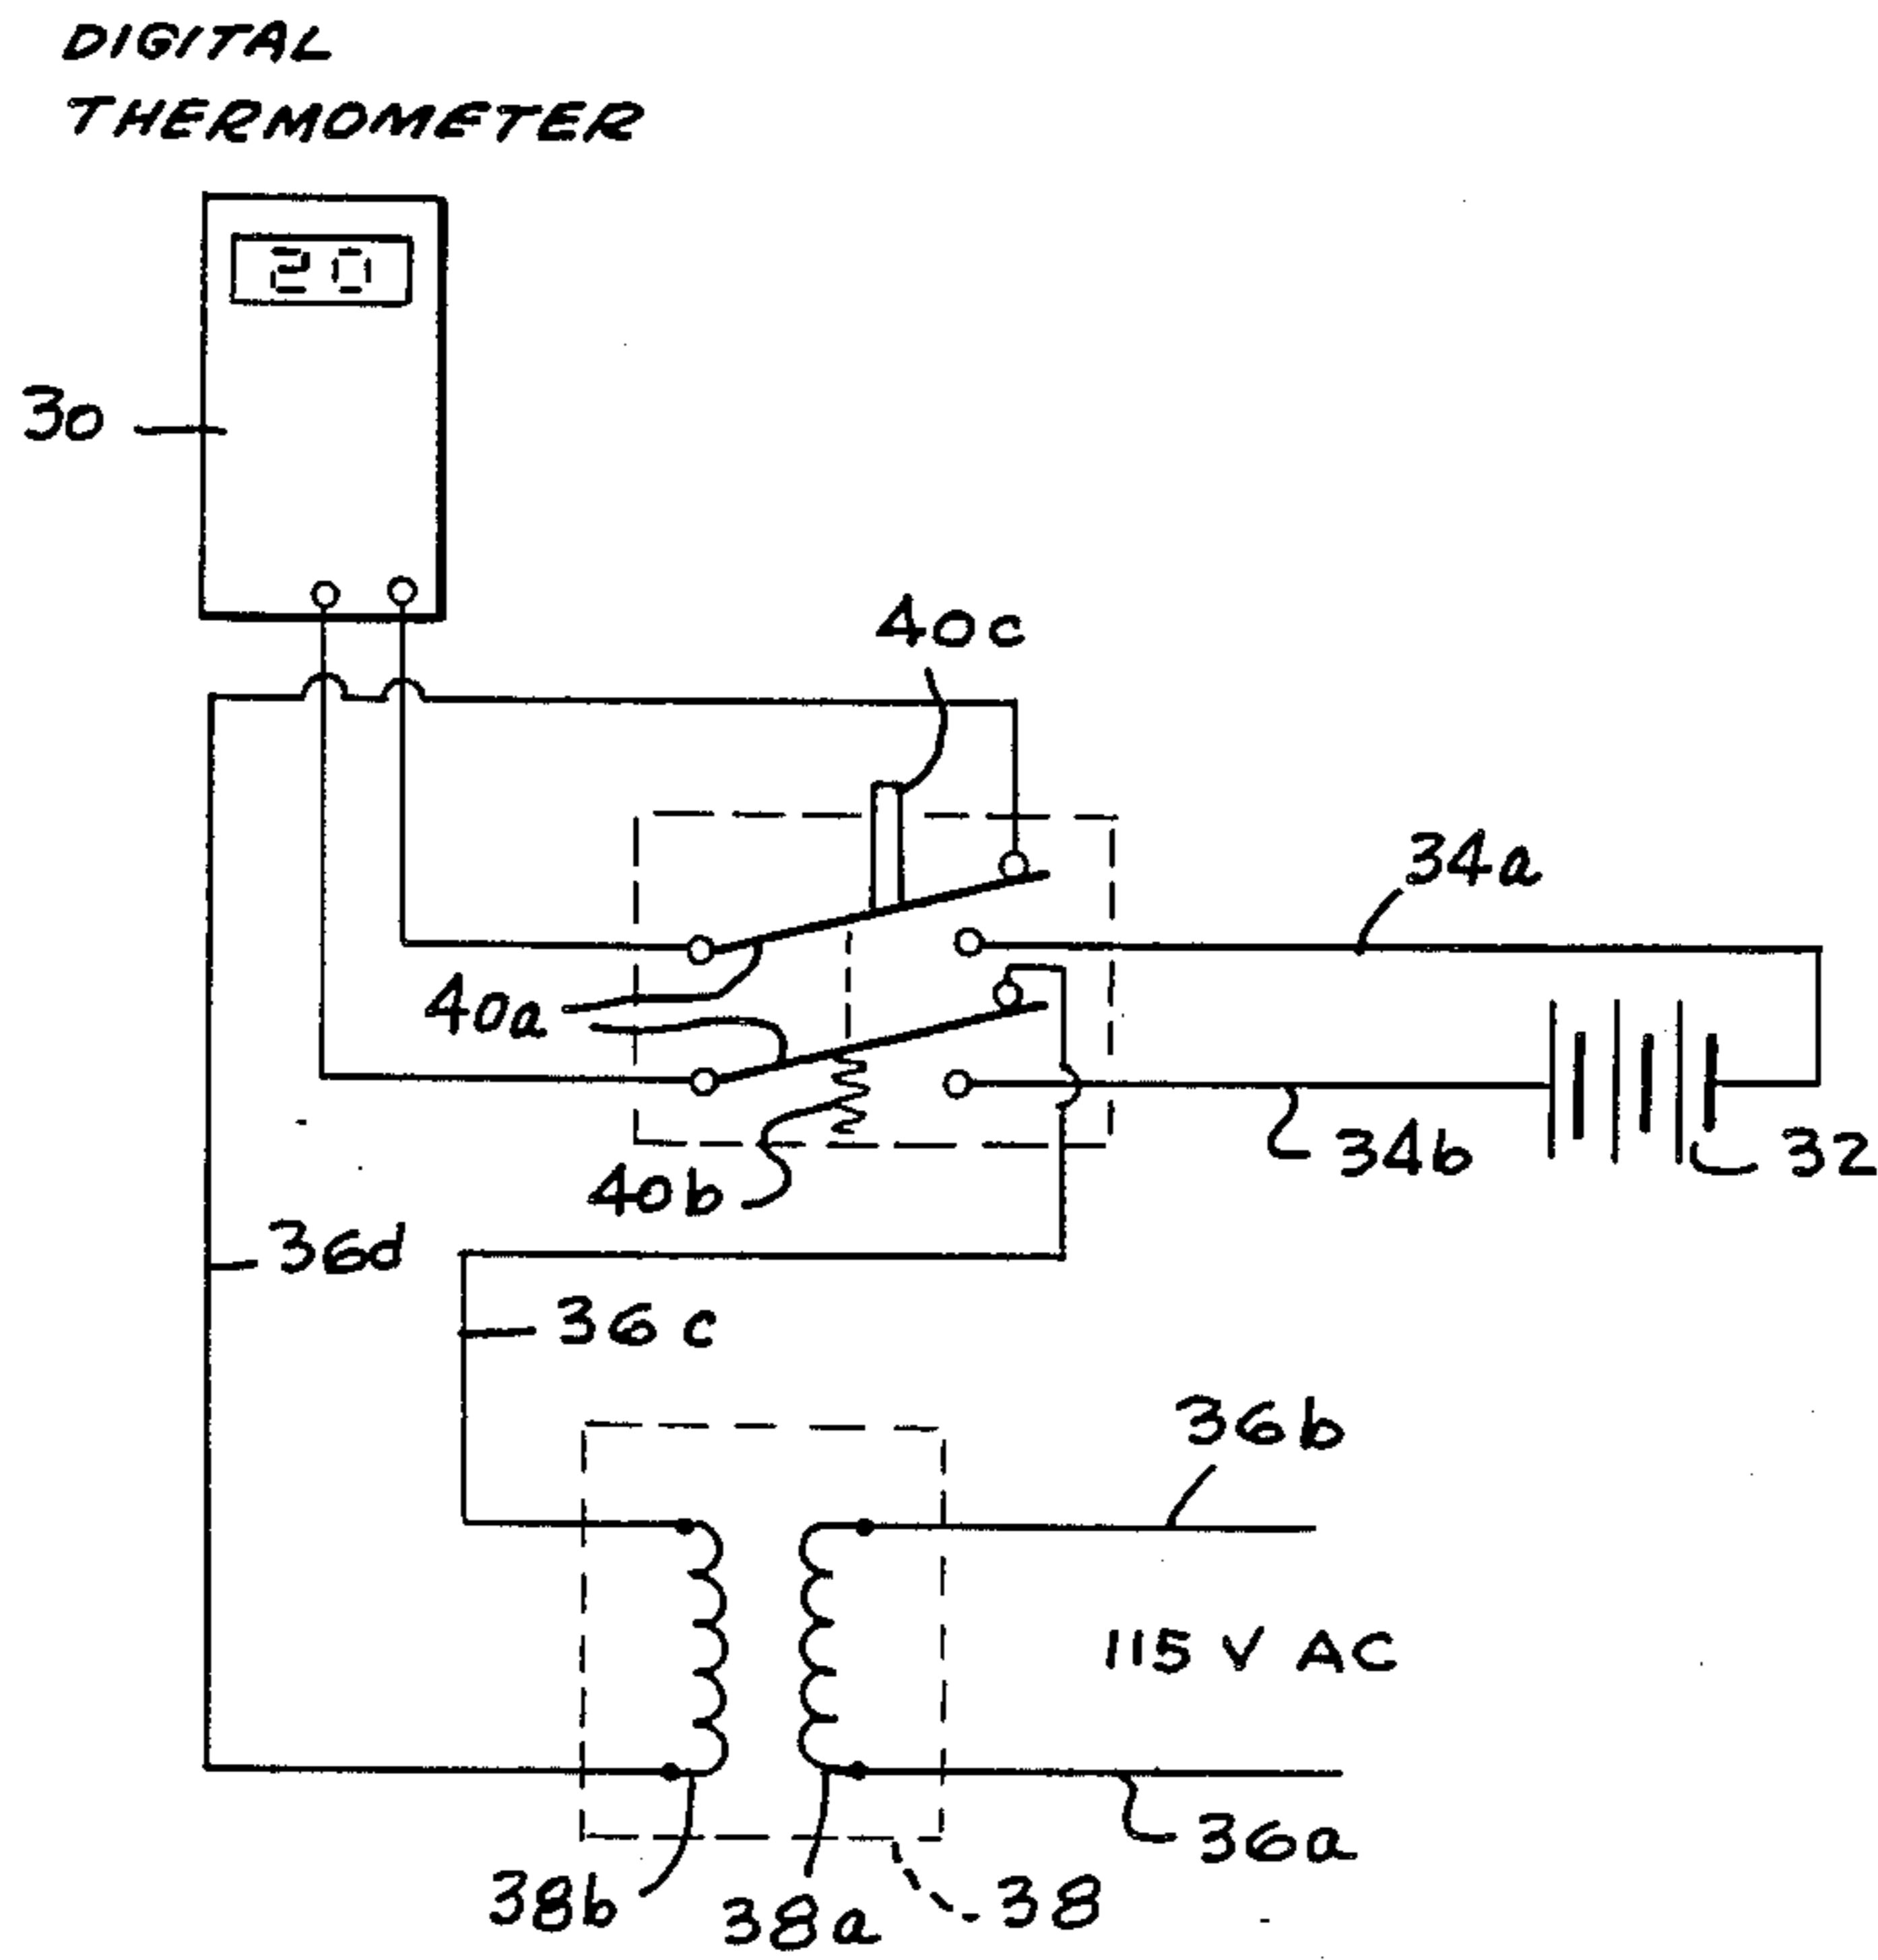 DIGITAL
THERMOMETER
20
30
40c
34a
40a
34b
32
40b
36d
36c
36b
115 V AC
36a
38b
38a
38